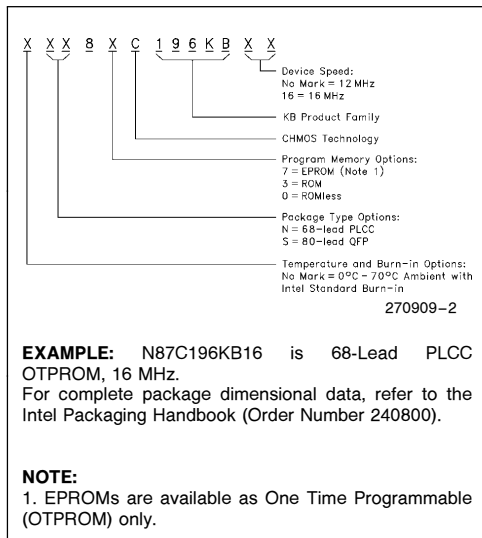 X XX 8 X C 196KB XX
Device Speed:
No Mark = 12 MHz
16 = 16 MHz
KB Product Family
CHMOS Technology
Program Memory Options:
7 = EPROM (Note 1)
3 = ROM
0 = ROMless
Package Type Options:
N = 68-lead PLCC
S = 80-lead QFP
Temperature and Burn-in Options:
No Mark = 0°C – 70°C Ambient with
Intel Standard Burn-in
270909–2
EXAMPLE: N87C196KB16 is 68-Lead PLCC
OTPROM, 16 MHz.
For complete package dimensional data, refer to the
Intel Packaging Handbook (Order Number 240800).
NOTE:
1. EPROMs are available as One Time Programmable
(OTPROM) only.